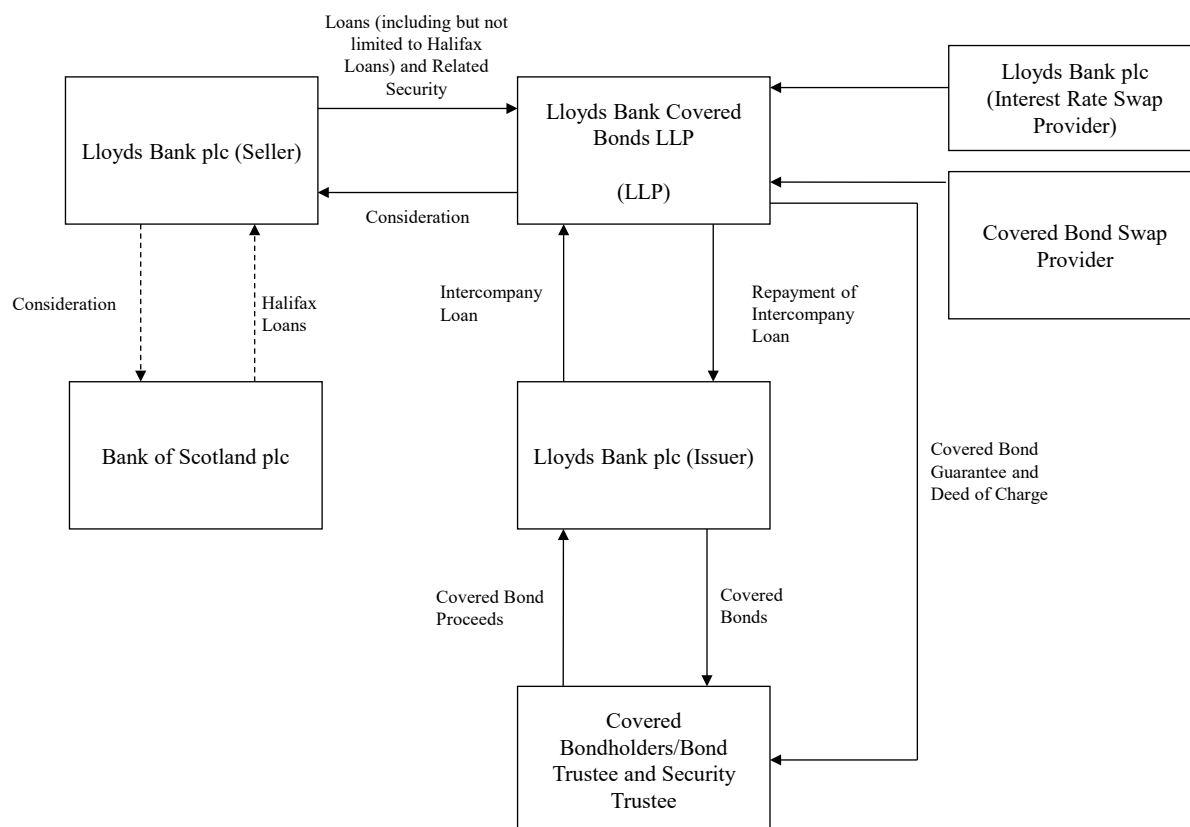 Loans (including but not
limited to Halifax
Loans) and Related
Security
Lloyds Bank plc (Seller)
Lloyds Bank Covered
Bonds LLP
(LLP)
Lloyds Bank plc
(Interest Rate Swap
Provider)
Consideration
Covered Bond Swap
Provider
Consideration
Halifax
Loans
Intercompany
Loan
Repayment of
Intercompany
Loan
Bank of Scotland plc
Lloyds Bank plc (Issuer)
Covered Bond
Guarantee and
Deed of Charge
Covered Bond
Proceeds
Covered
Bonds
Covered
Bondholders/Bond
Trustee and Security
Trustee